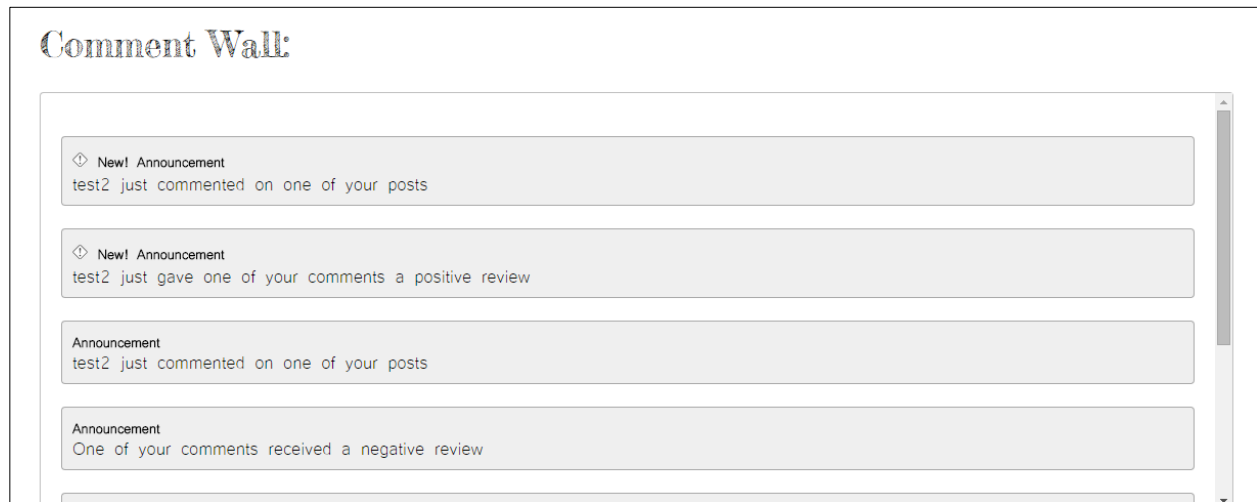 Comment Wall:
New! Announcement
test2 just commented on one of your posts
New! Announcement
test2 just gave one of your comments a positive review
Announcement
test2 just commented on one of your posts
Announcement
One of your comments received a negative review